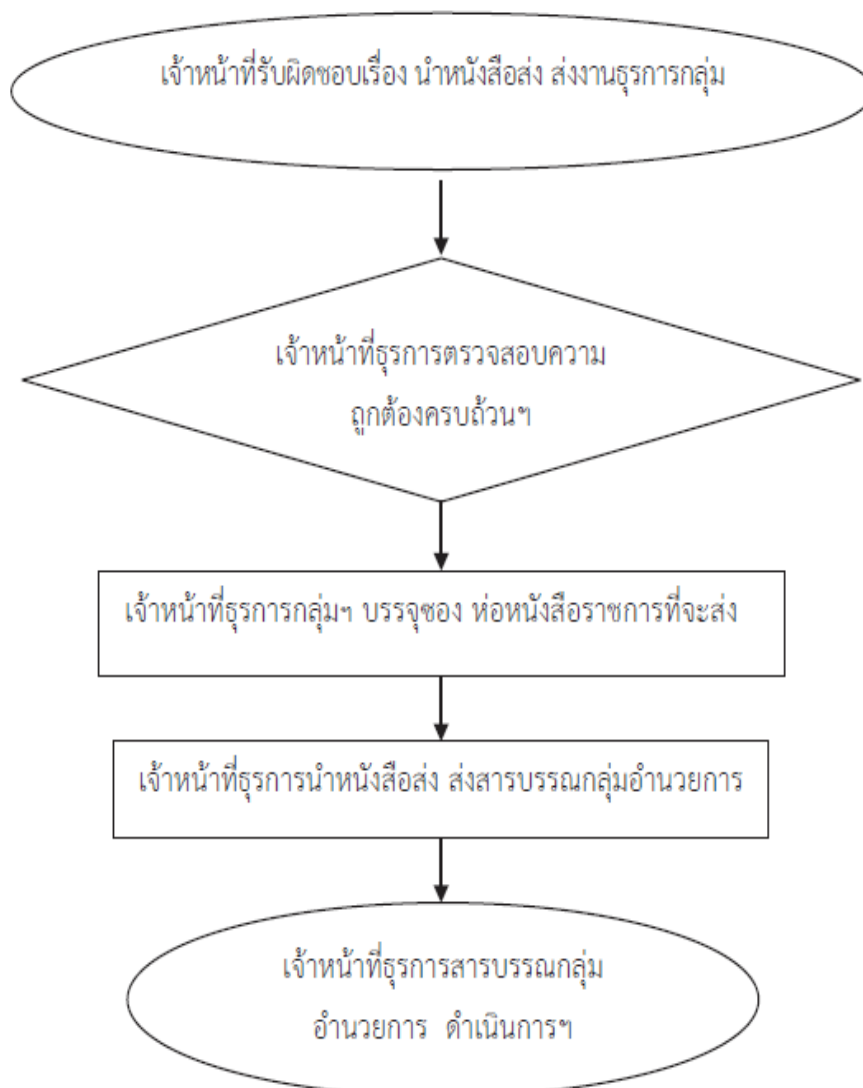 เจ้าหน้าที่รับผิดชอบเรื่อง นำหนังสือส่ง ส่งงานธุรการกลุ่ม
เจ้าหน้าที่ธุรการตรวจสอบความ
ถูกต้องครบถ้วนฯ
เจ้าหน้าที่ธุรการกลุ่มฯ บรรจุซอง ห่อหนังสือราชการที่จะส่ง
เจ้าหน้าที่ธุรการนำหนังสือส่ง ส่งสารบรรณกลุ่มอำนวยการ
เจ้าหน้าที่ธุรการสารบรรณกลุ่ม
อำนวยการ ดำเนินการฯ